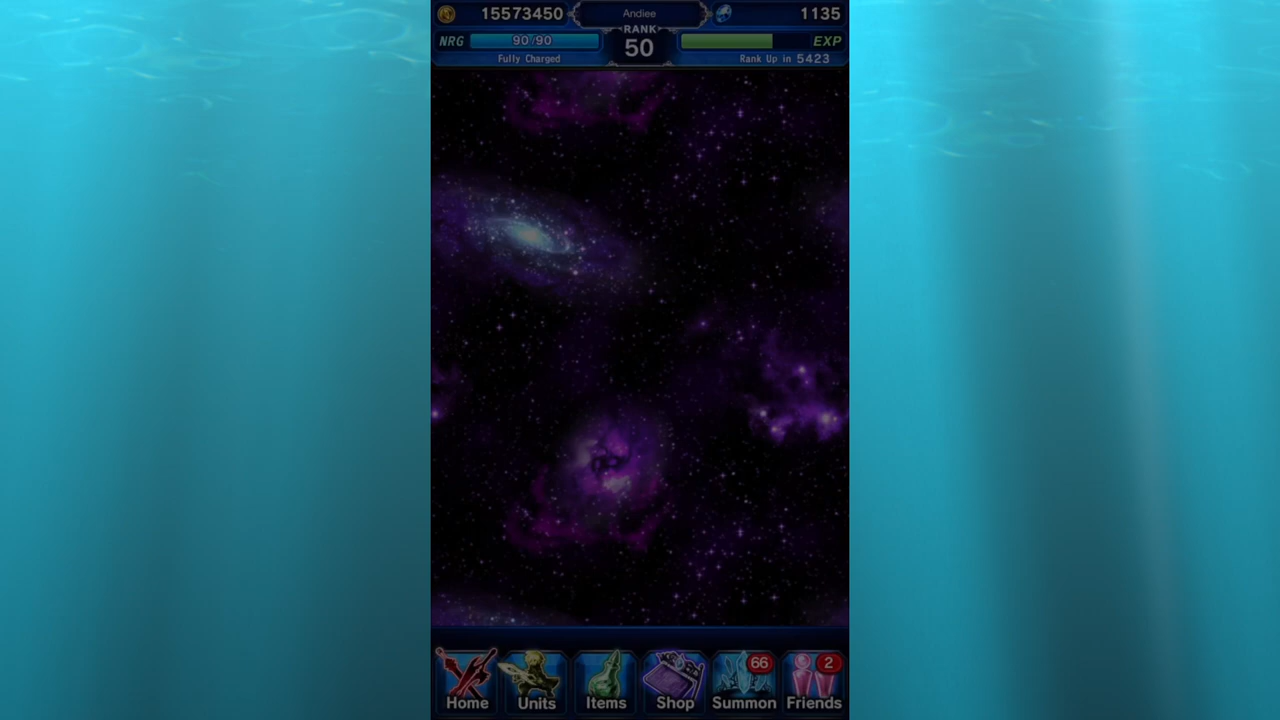 15573450 Andiee 1135
RANK
NRG 90/90 50 EXP
Fully Charged Rank Up in 5423
66 2
Home Units Items Shop Summon Friends